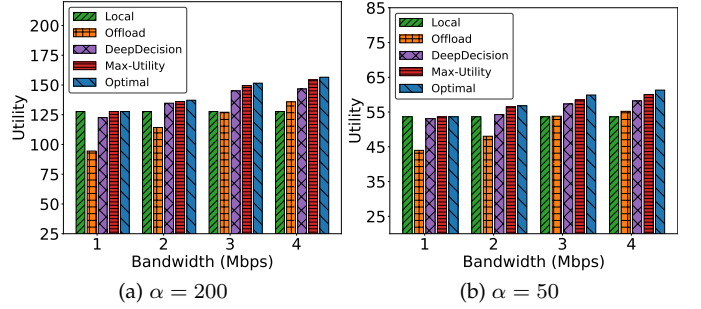 Local
Offload
DeepDecision
Max-Utility
Optimal
200
175
150
125
100
75
50
25
Utility
1 2 3 4
Bandwidth (Mbps)
(a) α = 200
Local
Offload
DeepDecision
Max-Utility
Optimal
85
75
65
55
45
35
25
Utility
1 2 3 4
Bandwidth (Mbps)
(b) α = 50